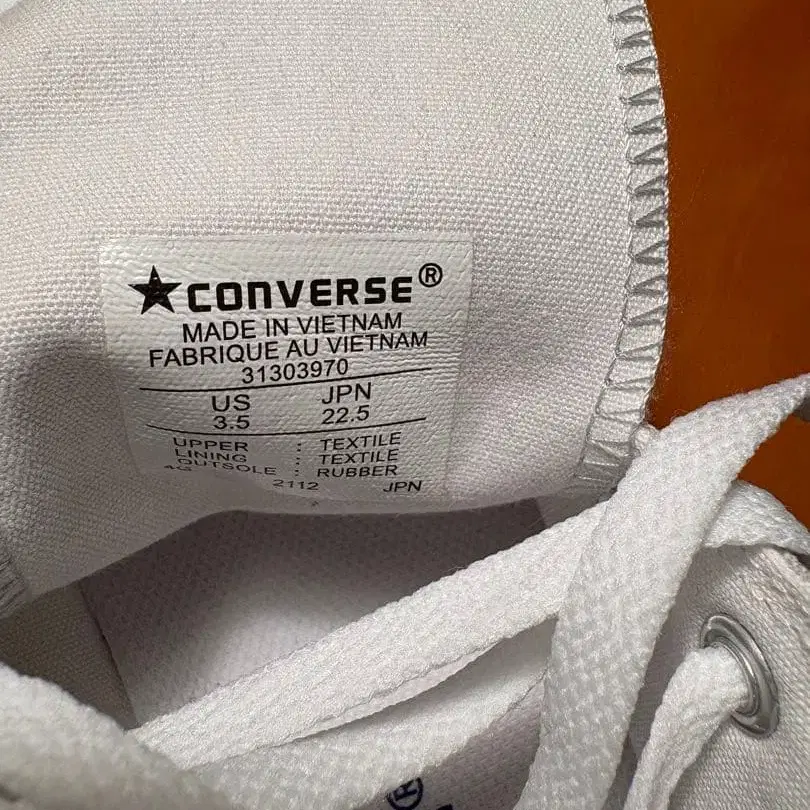 ★CONVERSE®
MADE IN VIETNAM
FABRIQUE AU VIETNAM
31303970
US JPN
3.5 22.5
UPPER : TEXTILE
LINING : TEXTILE
OUTSOLE : RUBBER
2112 JPN
®